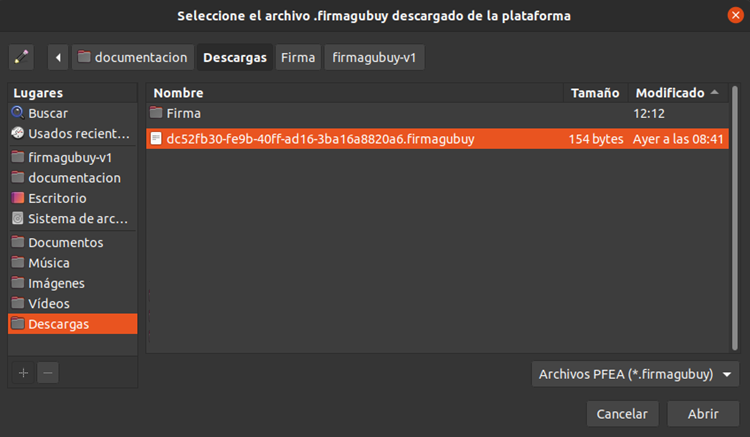 Seleccione el archivo .firmagubuy descargado de la plataforma
documentacion Descargas Firma firmagubuy-v1
Lugares
Buscar
Usados recient...
firmagubuy-v1
documentacion
Escritorio
Sistema de arc...
Documentos
Música
Imágenes
Vídeos
Descargas
Nombre Tamaño Modificado
Firma 12:12
dc52fb30-fe9b-40ff-ad16-3ba16a8820a6.firmagubuy 154 bytes Ayer a las 08:41
Archivos PFEA (*.firmagubuy)
Cancelar Abrir